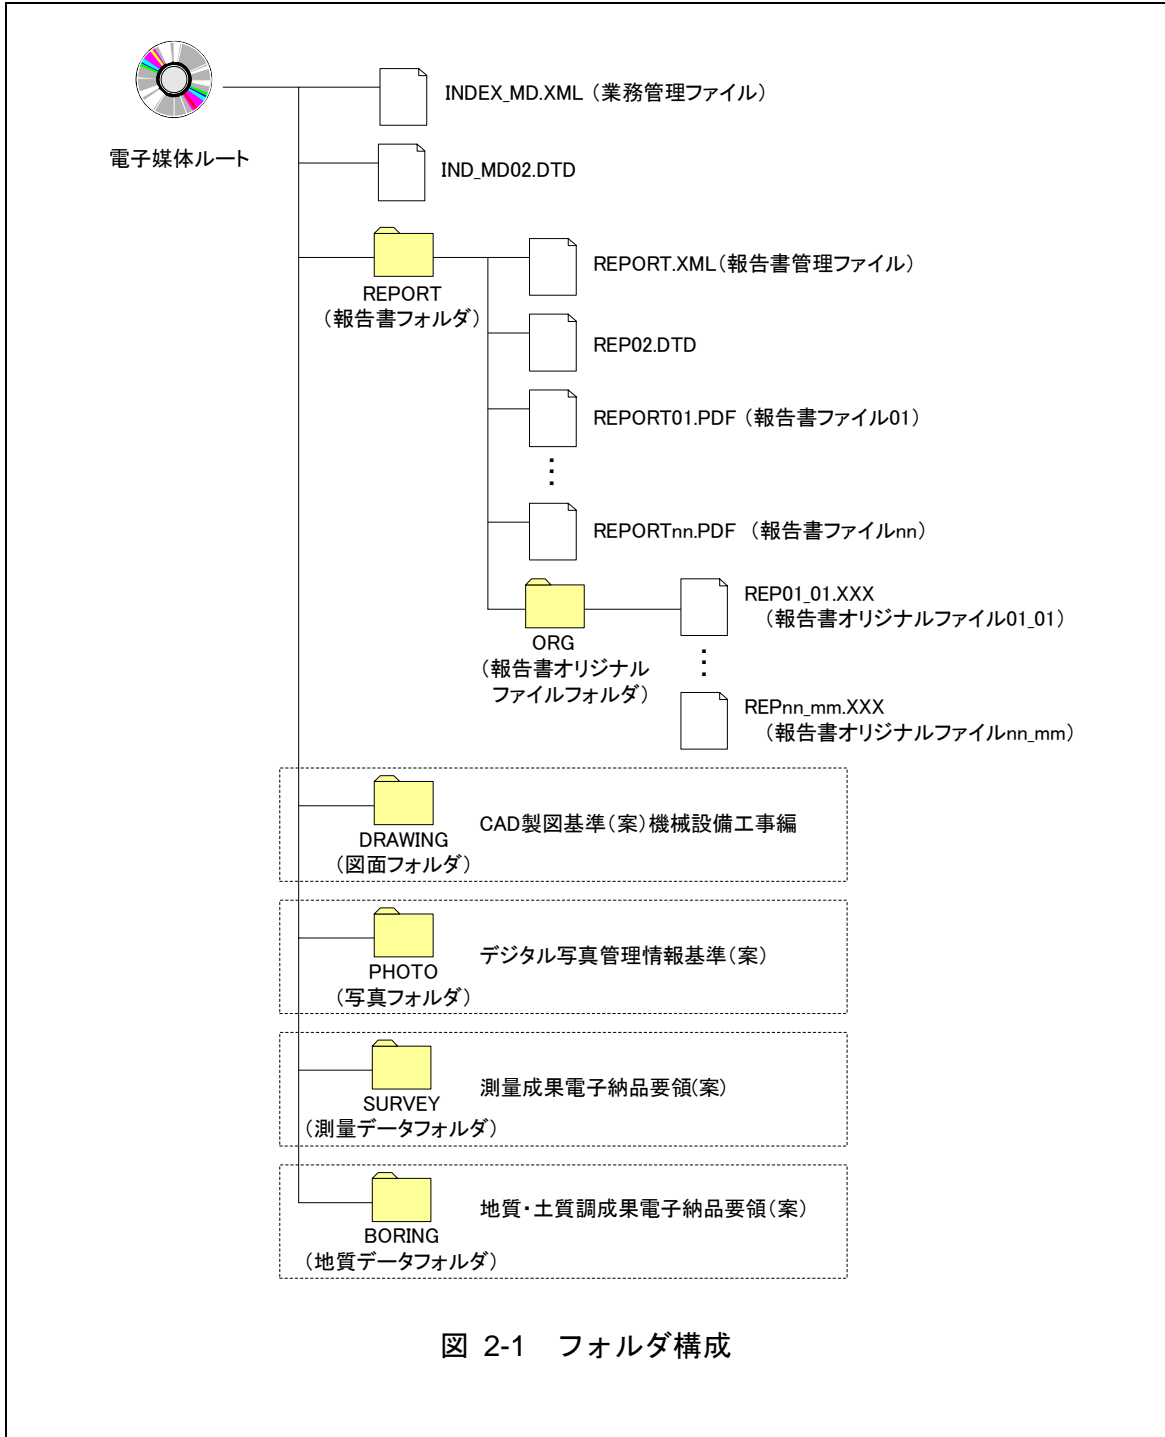 INDEX_MD.XML（業務管理ファイル）
電子媒体ルート
IND_MD02.DTD
REPORT.XML（報告書管理ファイル）
REPORT
（報告書フォルダ）
REP02.DTD
REPORT01.PDF（報告書ファイル01）
REPORTnn.PDF （報告書ファイルnn）
REP01_01.XXX
（報告書オリジナルファイル01_01）
ORG
（報告書オリジナル
ファイルフォルダ）
REPnn_mm.XXX
（報告書オリジナルファイルnn_mm）
CAD製図基準（案）機械設備工事編
DRAWING
（図面フォルダ）
デジタル写真管理情報基準（案）
PHOTO
（写真フォルダ）
測量成果電子納品要領(案)
SURVEY
（測量データフォルダ）
地質・土質調成果電子納品要領（案）
BORING
（地質データフォルダ）
図 2-1 フォルダ構成